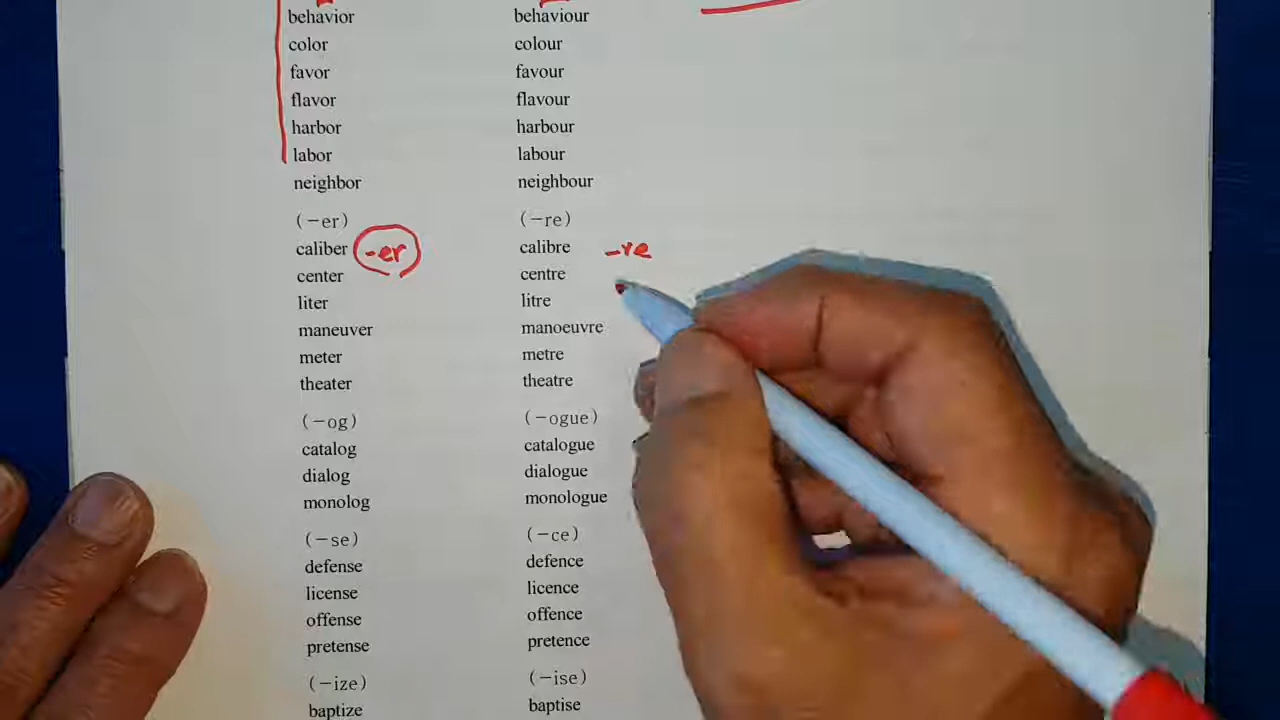 behavior behaviour
color colour
favor favour
flavor flavour
harbor harbour
labor labour
neighbor neighbour
(-er) (-re)
caliber -er calibre -re
center centre
liter litre
maneuver manoeuvre
meter metre
theater theatre
(-og) (-ogue)
catalog catalogue
dialog dialogue
monolog monologue
(-se) (-ce)
defense defence
license licence
offense offence
pretense pretence
(-ize) (-ise)
baptize baptise